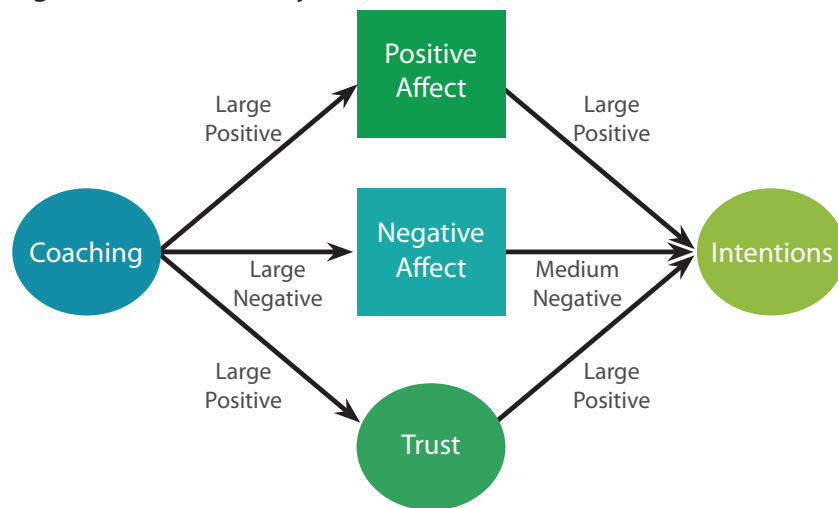 Positive
Affect
Large
Positive
Large
Positive
Coaching
Negative
Affect
Intentions
Large
Negative
Medium
Negative
Large
Positive
Large
Positive
Trust